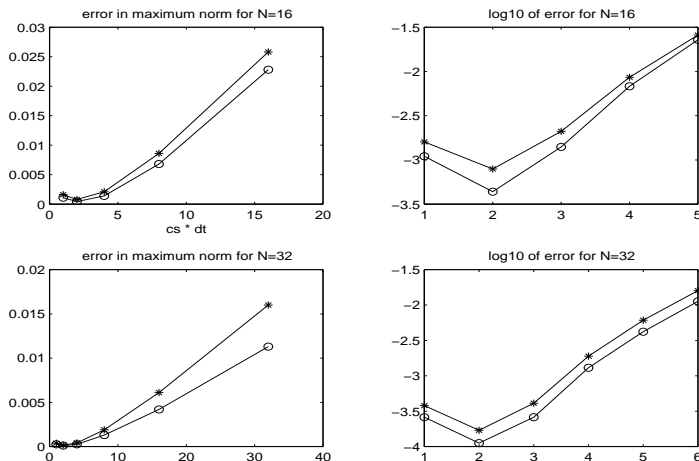 error in maximum norm for N=16
0.03
0.025
0.02
0.015
0.01
0.005
0
0 5 10 15 20
cs * dt
log10 of error for N=16
−1.5
−2
−2.5
−3
−3.5
1 2 3 4 5
error in maximum norm for N=32
0.02
0.015
0.01
0.005
0
0 10 20 30 40
log10 of error for N=32
−1.5
−2
−2.5
−3
−3.5
−4
1 2 3 4 5 6